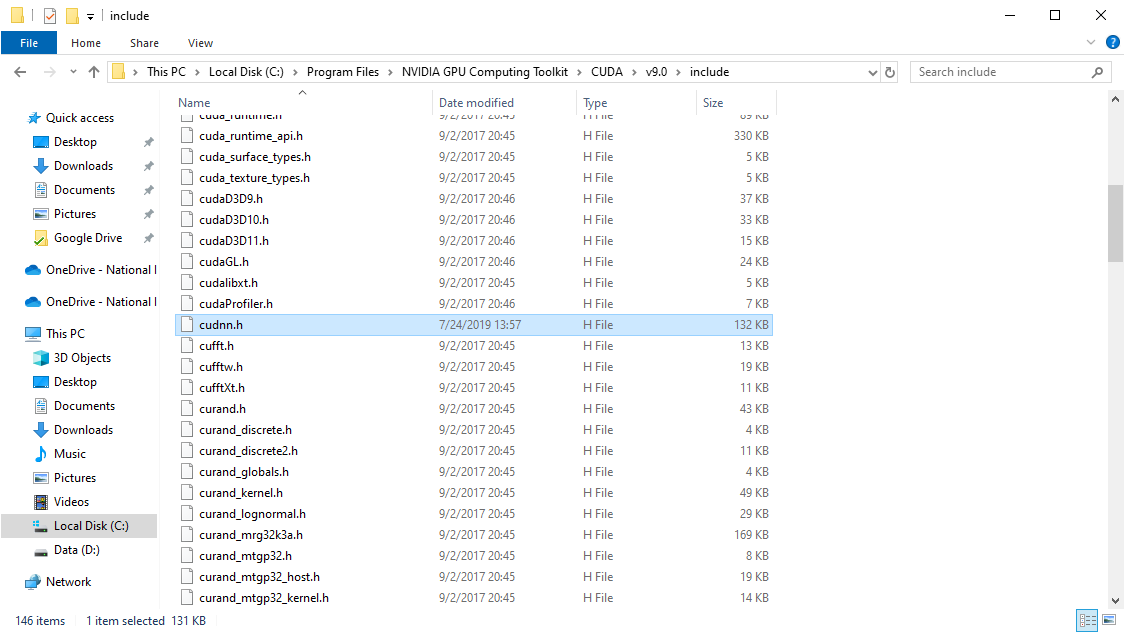 include
File Home Share View
This PC Local Disk (C:) Program Files NVIDIA GPU Computing Toolkit CUDA v9.0 include Search include
Name Date modified Type Size
Quick access
Desktop
Downloads
Documents
Pictures
Google Drive
OneDrive - National I
OneDrive - National I
This PC
3D Objects
Desktop
Documents
Downloads
Music
Pictures
Videos
Local Disk (C:)
Data (D:)
Network
cuda_runtime.h 9/2/2017 20:45 H File 89 KB
cuda_runtime_api.h 9/2/2017 20:45 H File 330 KB
cuda_surface_types.h 9/2/2017 20:45 H File 5 KB
cuda_texture_types.h 9/2/2017 20:45 H File 5 KB
cudaD3D9.h 9/2/2017 20:46 H File 37 KB
cudaD3D10.h 9/2/2017 20:46 H File 33 KB
cudaD3D11.h 9/2/2017 20:46 H File 15 KB
cudaGL.h 9/2/2017 20:46 H File 24 KB
cudalibxt.h 9/2/2017 20:45 H File 5 KB
cudaProfiler.h 9/2/2017 20:46 H File 7 KB
cudnn.h 7/24/2019 13:57 H File 132 KB
cufft.h 9/2/2017 20:45 H File 13 KB
cufftw.h 9/2/2017 20:45 H File 19 KB
cufftXt.h 9/2/2017 20:45 H File 11 KB
curand.h 9/2/2017 20:45 H File 43 KB
curand_discrete.h 9/2/2017 20:45 H File 4 KB
curand_discrete2.h 9/2/2017 20:45 H File 11 KB
curand_globals.h 9/2/2017 20:45 H File 4 KB
curand_kernel.h 9/2/2017 20:45 H File 49 KB
curand_lognormal.h 9/2/2017 20:45 H File 29 KB
curand_mrg32k3a.h 9/2/2017 20:45 H File 169 KB
curand_mtgp32.h 9/2/2017 20:45 H File 8 KB
curand_mtgp32_host.h 9/2/2017 20:45 H File 19 KB
curand_mtgp32_kernel.h 9/2/2017 20:45 H File 14 KB
146 items 1 item selected 131 KB